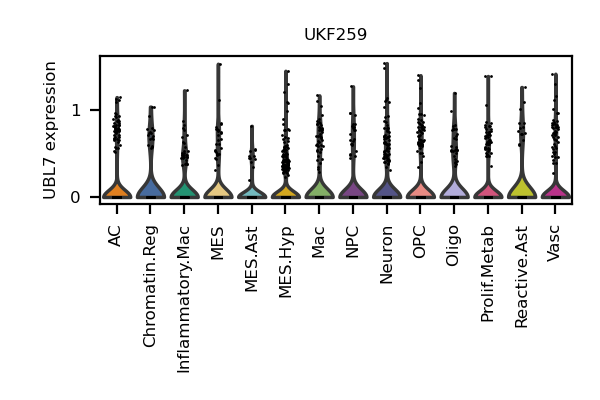 UKF259
UBL7 expression
1
0
AC
Chromatin.Reg
Inflammatory.Mac
MES
MES.Ast
MES.Hyp
Mac
NPC
Neuron
OPC
Oligo
Prolif.Metab
Reactive.Ast
Vasc